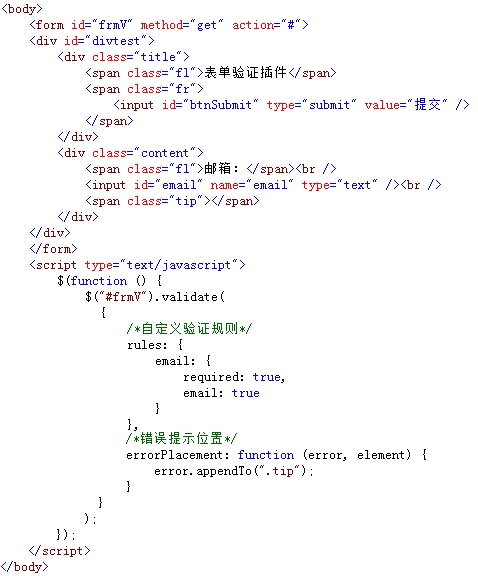 <body>
    <form id="frmV" method="get" action="#">
    <div id="divtest">
        <div class="title">
            <span class="fl">表单验证插件</span>
            <span class="fr">
                <input id="btnSubmit" type="submit" value="提交" />
            </span>
        </div>
        <div class="content">
            <span class="fl">邮箱：</span><br />
            <input id="email" name="email" type="text" /><br />
            <span class="tip"></span>
        </div>
    </div>
    </form>
    <script type="text/javascript">
        $(function () {
            $("#frmV").validate(
              {
                  /*自定义验证规则*/
                  rules: {
                      email: {
                          required: true,
                          email: true
                      }
                  },
                  /*错误提示位置*/
                  errorPlacement: function (error, element) {
                      error.appendTo(".tip");
                  }
              }
            );
        });
    </script>
</body>